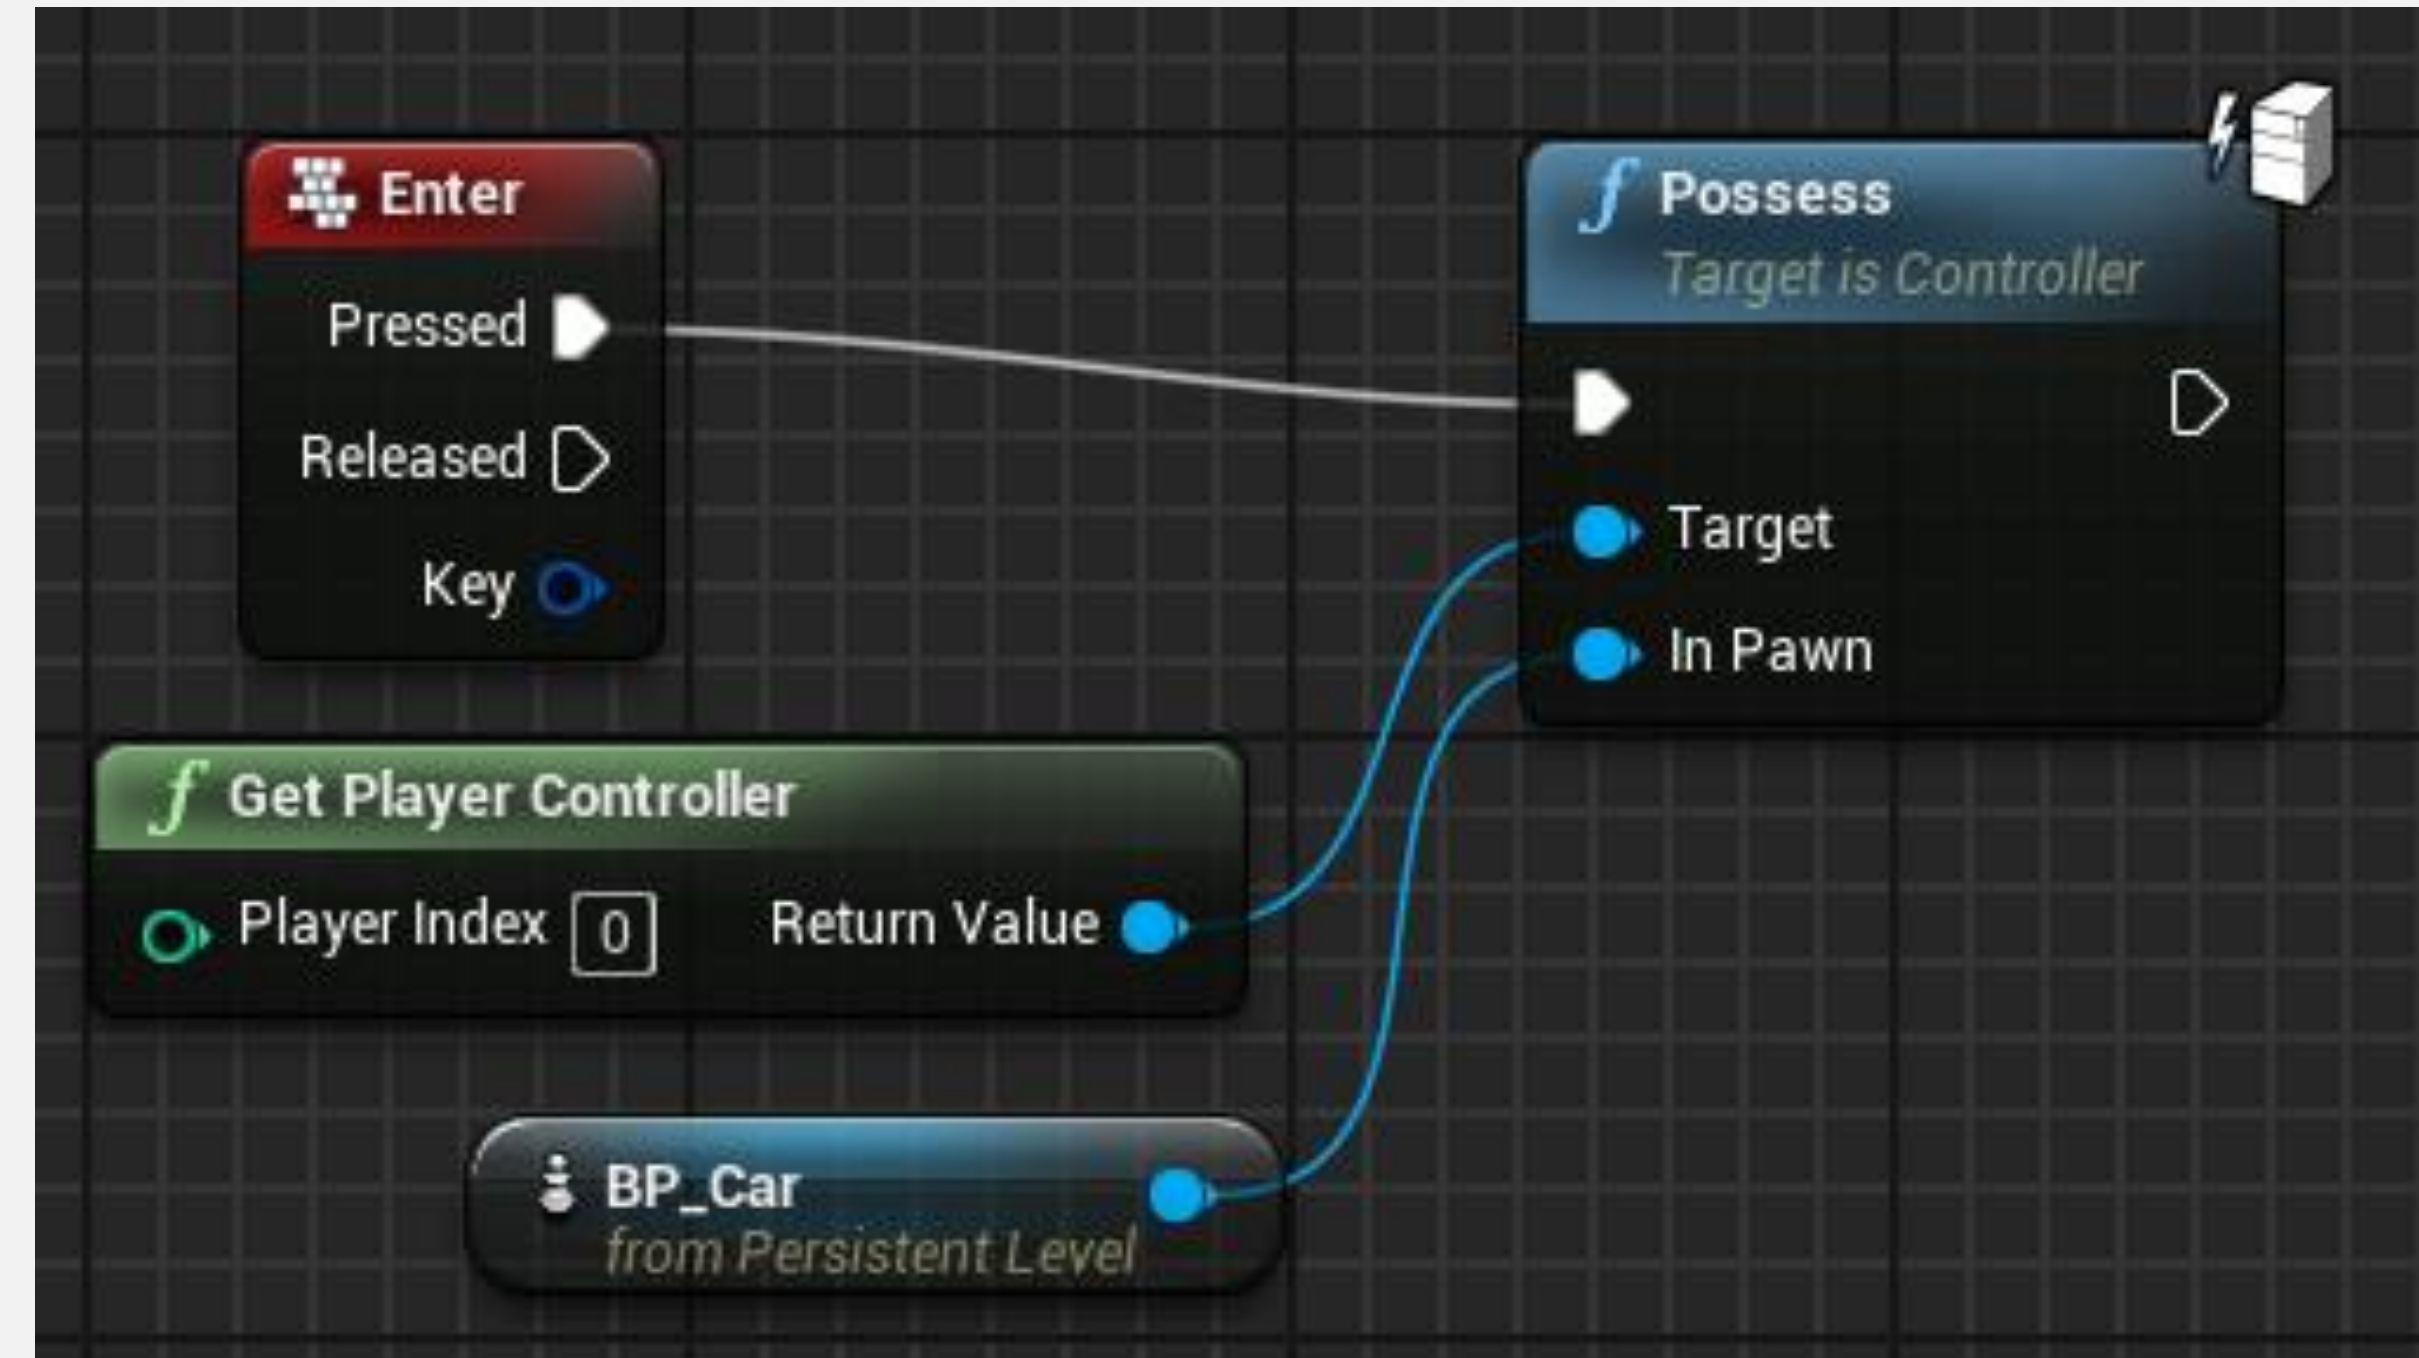 Enter
Pressed
Released
Key
Possess
Target is Controller
Target
In Pawn
Get Player Controller
Player Index 0 Return Value
BP_Car
from Persistent Level